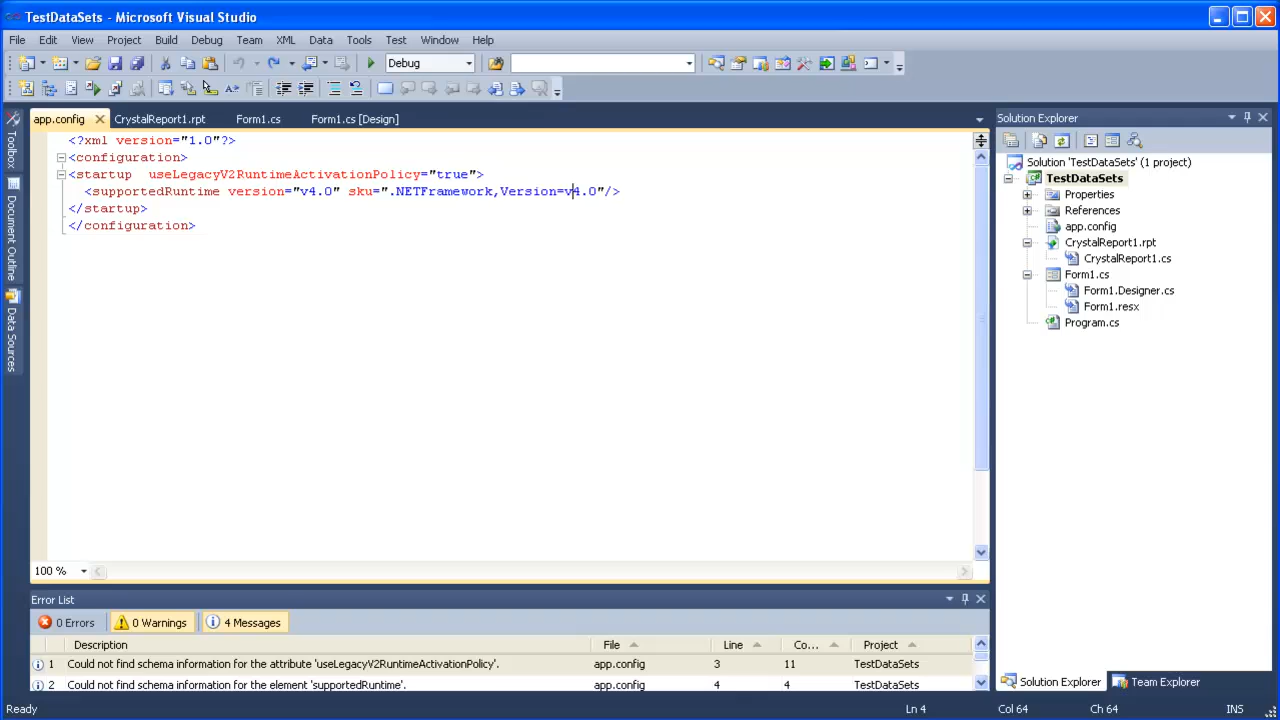 TestDataSets - Microsoft Visual Studio
File Edit View Project Build Debug Team XML Data Tools Test Window Help
Debug
app.config CrystalReport1.rpt Form1.cs Form1.cs [Design]
<?xml version="1.0"?>
<configuration>
<startup  useLegacyV2RuntimeActivationPolicy="true">
  <supportedRuntime version="v4.0" sku=".NETFramework,Version=v4.0"/>
</startup>
</configuration>
Toolbox
Document Outline
Data Sources
100 %
Solution Explorer
Solution 'TestDataSets' (1 project)
TestDataSets
Properties
References
app.config
CrystalReport1.rpt
CrystalReport1.cs
Form1.cs
Form1.Designer.cs
Form1.resx
Program.cs
Solution Explorer Team Explorer
Error List
0 Errors 0 Warnings 4 Messages
Description File Line Co... Project
1 Could not find schema information for the attribute 'useLegacyV2RuntimeActivationPolicy'. app.config 3 11 TestDataSets
2 Could not find schema information for the element 'supportedRuntime'. app.config 4 4 TestDataSets
Ready Ln 4 Col 64 Ch 64 INS